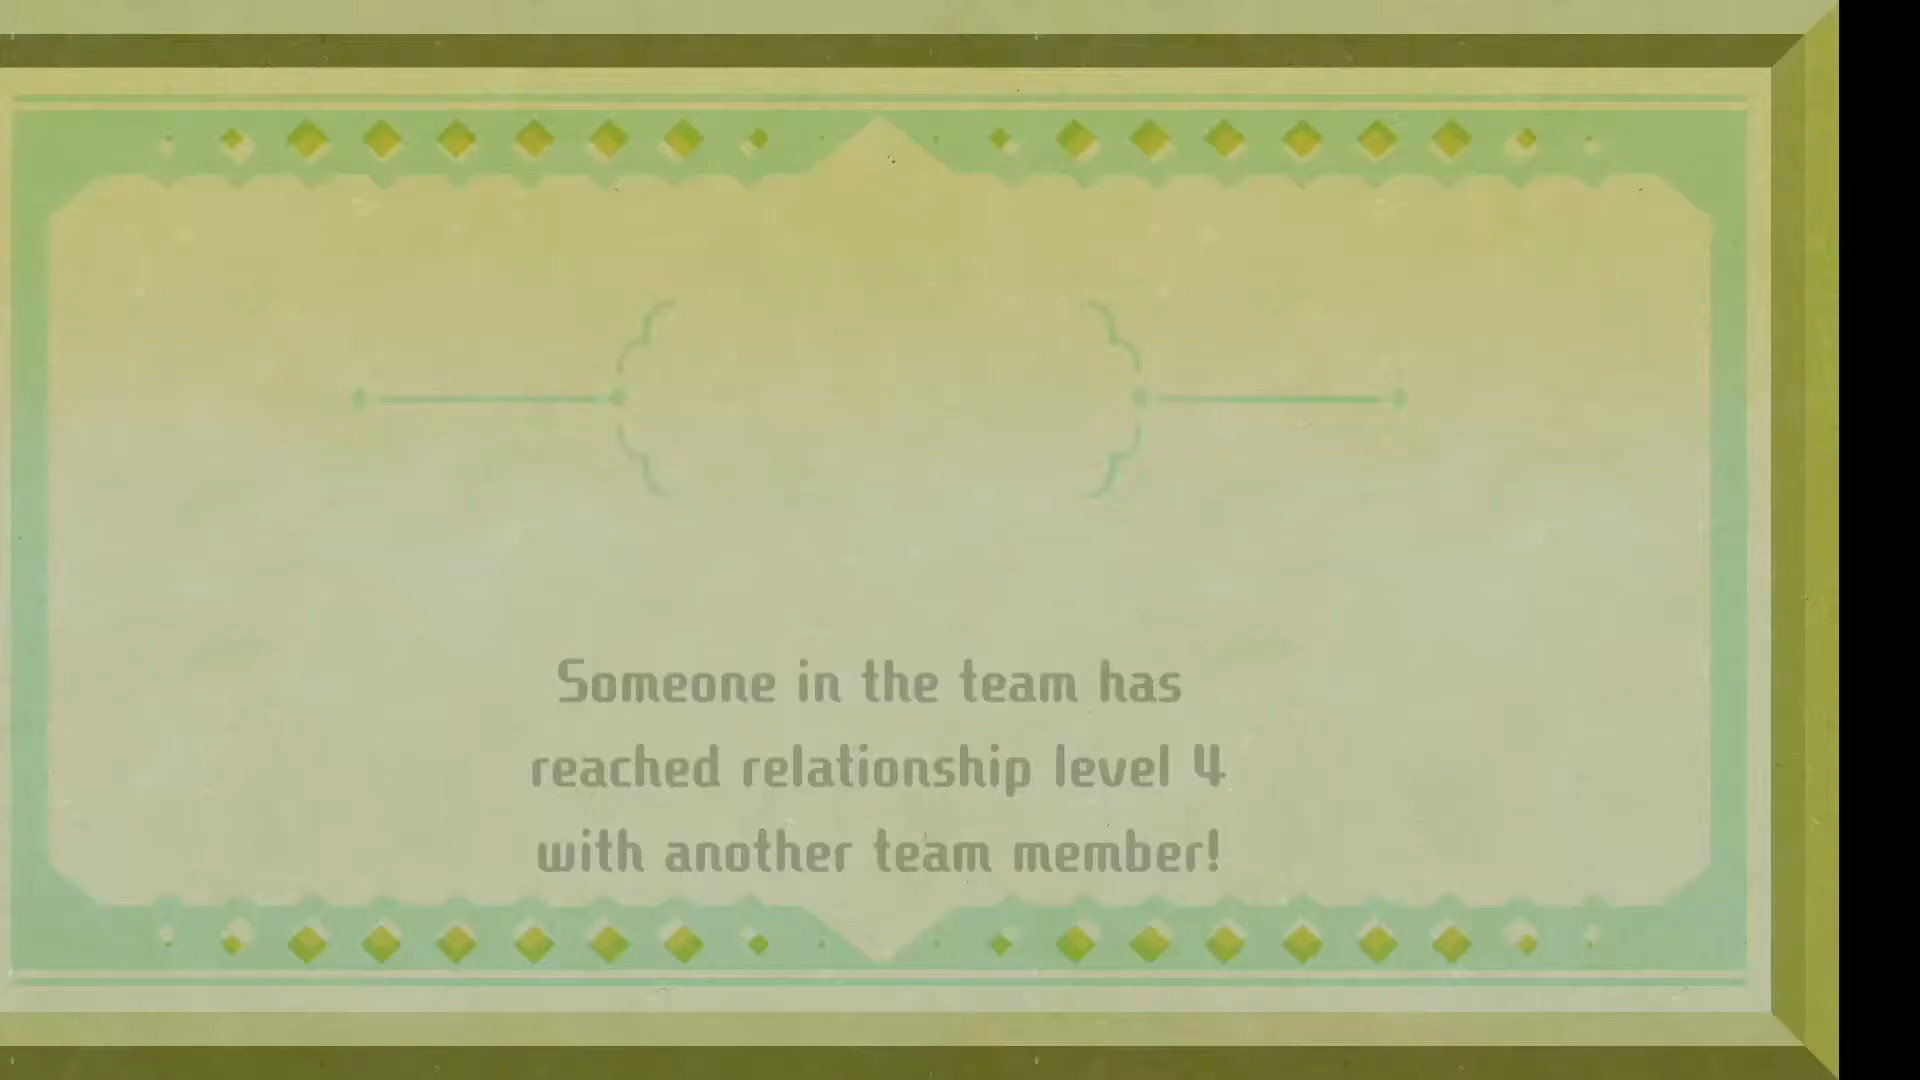 Someone in the team has
reached relationship level 4
with another team member!